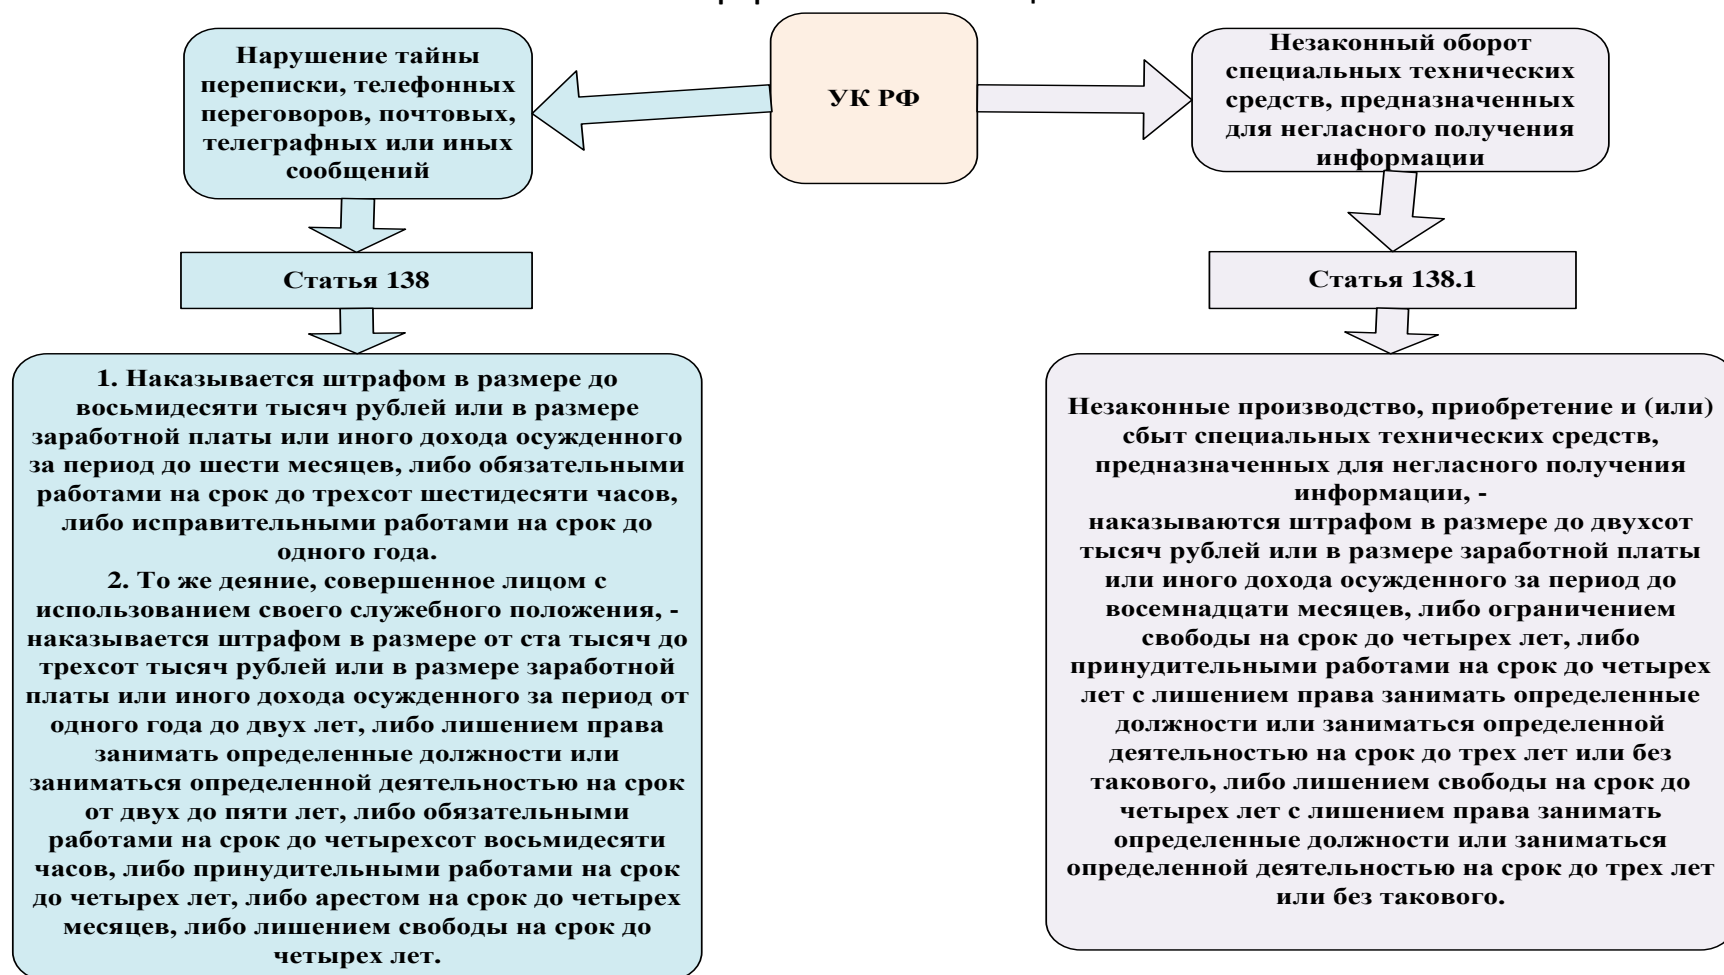 Нарушение тайны
переписки, телефонных
переговоров, почтовых,
телеграфных или иных
сообщений
УК РФ
Незаконный оборот
специальных технических
средств, предназначенных
для негласного получения
информации
Статья 138
Статья 138.1
1. Наказывается штрафом в размере до
восьмидесяти тысяч рублей или в размере
заработной платы или иного дохода осужденного
за период до шести месяцев, либо обязательными
работами на срок до трехсот шестидесяти часов,
либо исправительными работами на срок до
одного года.
2. То же деяние, совершенное лицом с
использованием своего служебного положения, -
наказывается штрафом в размере от ста тысяч до
трехсот тысяч рублей или в размере заработной
платы или иного дохода осужденного за период от
одного года до двух лет, либо лишением права
занимать определенные должности или
заниматься определенной деятельностью на срок
от двух до пяти лет, либо обязательными
работами на срок до четырехсот восьмидесяти
часов, либо принудительными работами на срок
до четырех лет, либо арестом на срок до четырех
месяцев, либо лишением свободы на срок до
четырех лет.
Незаконные производство, приобретение и (или)
сбыт специальных технических средств,
предназначенных для негласного получения
информации, -
наказываются штрафом в размере до двухсот
тысяч рублей или в размере заработной платы
или иного дохода осужденного за период до
восемнадцати месяцев, либо ограничением
свободы на срок до четырех лет, либо
принудительными работами на срок до четырех
лет с лишением права занимать определенные
должности или заниматься определенной
деятельностью на срок до трех лет или без
такового, либо лишением свободы на срок до
четырех лет с лишением права занимать
определенные должности или заниматься
определенной деятельностью на срок до трех лет
или без такового.